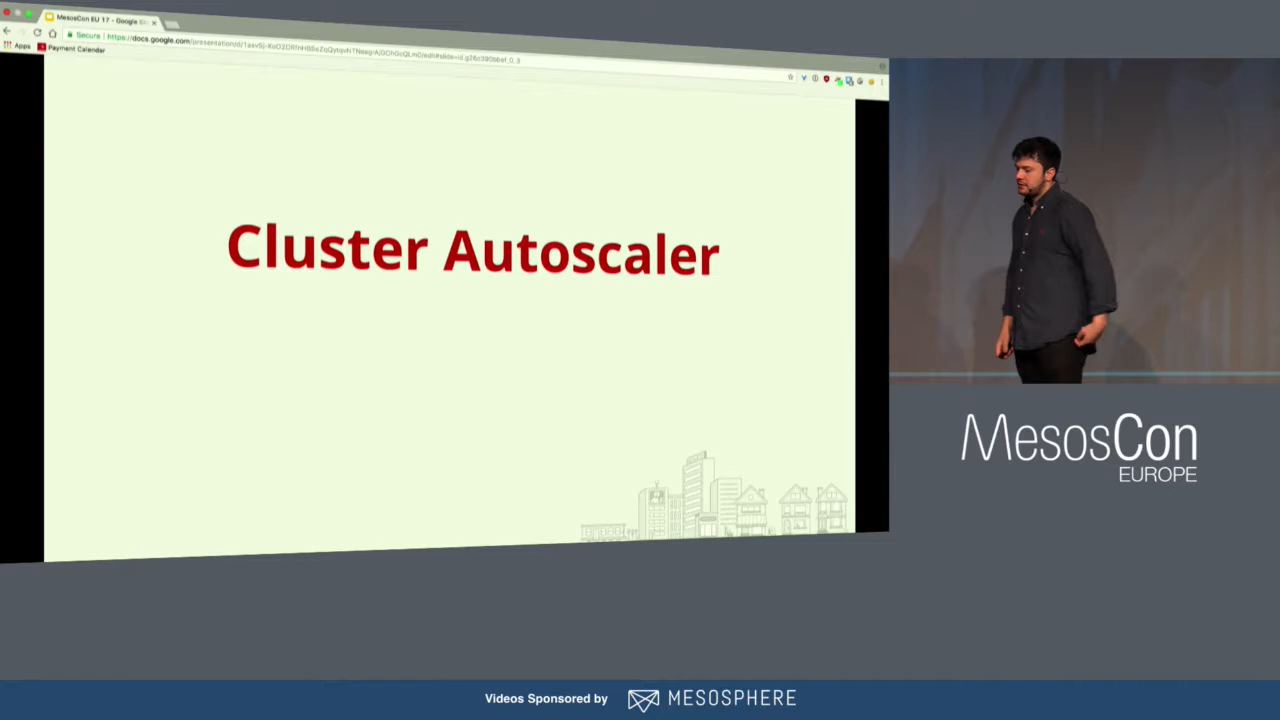 MesosCon EU 17 - Google
Secure
Apps
Payment Calendar
Cluster Autoscaler
MesosCon
EUROPE
Videos Sponsored by
MESOSPHERE